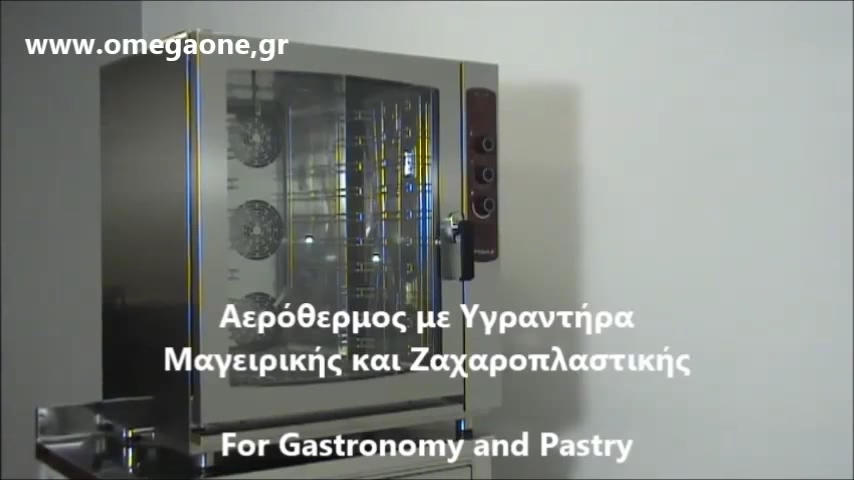 www.omegaone,gr
Αερόθερμος με Υγραντήρα
Μαγειρικής και Ζαχαροπλαστικής
For Gastronomy and Pastry